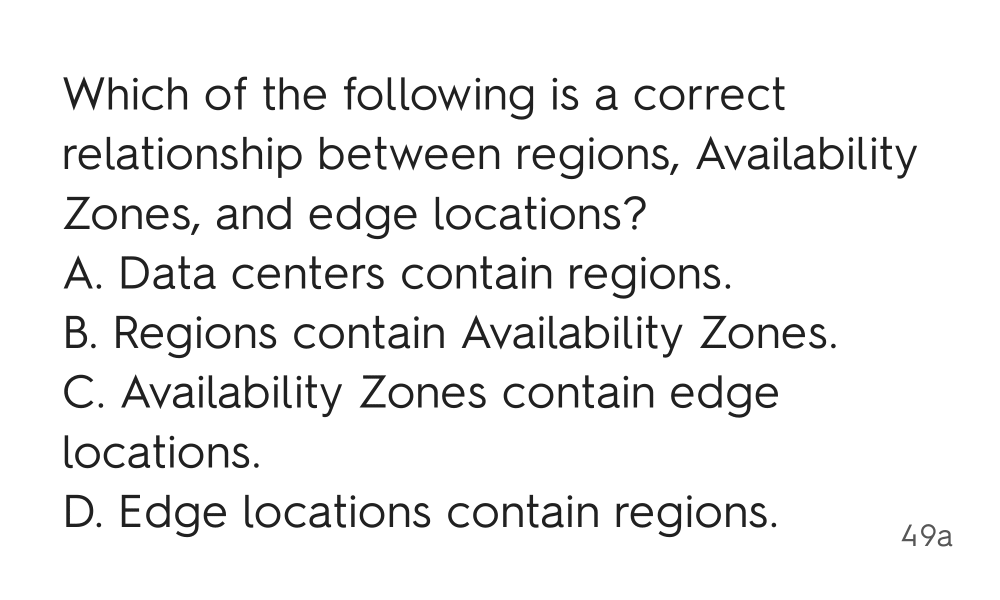 Which of the following is a correct
relationship between regions, Availability
Zones, and edge locations?
A. Data centers contain regions.
B. Regions contain Availability Zones.
C. Availability Zones contain edge
locations.
D. Edge locations contain regions.
49a